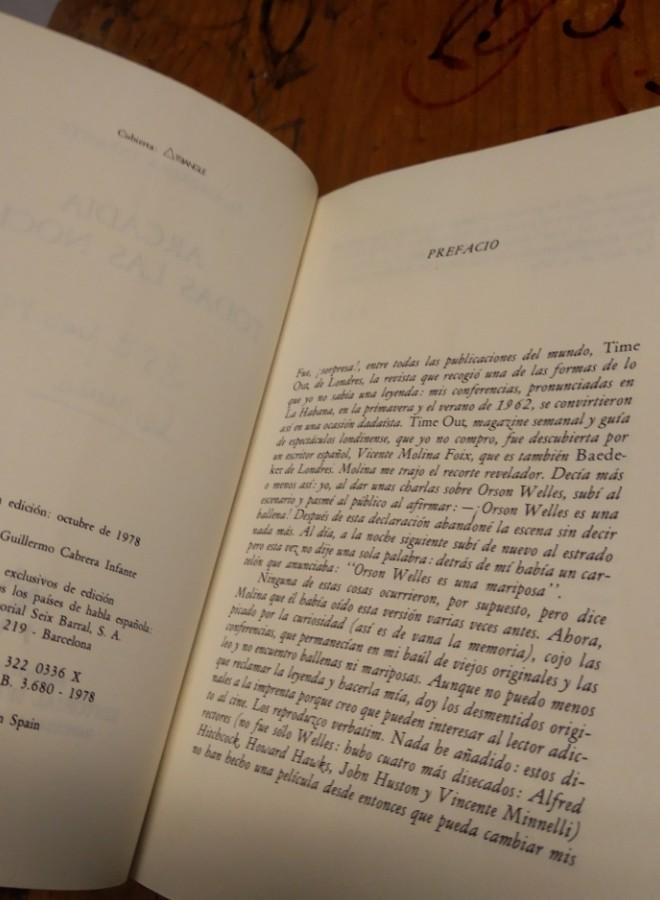 Cubierta: TRIANGLE
edición: octubre de 1978
Guillermo Cabrera Infante
exclusivos de edición
os los países de habla española:
orial Seix Barral, S. A.
219 - Barcelona
322 0336 X
B. 3.680 - 1978
n Spain
PREFACIO
Fue, ¡sorpresa!, entre todas las publicaciones del mundo, Time
Out, de Londres, la revista que recogió una de las formas de lo
que yo no sabía una leyenda: mis conferencias, pronunciadas en
La Habana, en la primavera y el verano de 1962, se convirtieron
así en una ocasión dadaísta. Time Out, magazine semanal y guía
de espectáculos londinense, que yo no compro, fue descubierta por
un escritor español, Vicente Molina Foix, que es también Baede-
ker de Londres. Molina me trajo el recorte revelador. Decía más
o menos así: yo, al dar unas charlas sobre Orson Welles, subí al
escenario y pasmé al público al afirmar: —¡Orson Welles es una
ballena! Después de esta declaración abandoné la escena sin decir
nada más. Al día, a la noche siguiente subí de nuevo al estrado
pero esta vez no dije una sola palabra: detrás de mí había un car-
telón que anunciaba: "Orson Welles es una mariposa".
Ninguna de estas cosas ocurrieron, por supuesto, pero dice
Molina que él había oído esta versión varias veces antes. Ahora,
picado por la curiosidad (así es de vana la memoria), cojo las
conferencias, que permanecían en mi baúl de viejos originales y las
leo y no encuentro ballenas ni mariposas. Aunque no puedo menos
que reclamar la leyenda y hacerla mía, doy los desmentidos origi-
nales a la imprenta porque creo que pueden interesar al lector adic-
to al cine. Los reproduzco verbatim. Nada he añadido: estos di-
rectores (no fue sólo Welles: hubo cuatro más disecados: Alfred
Hitchcock, Howard Hawks, John Huston y Vincente Minnelli)
no han hecho una película desde entonces que pueda cambiar mis